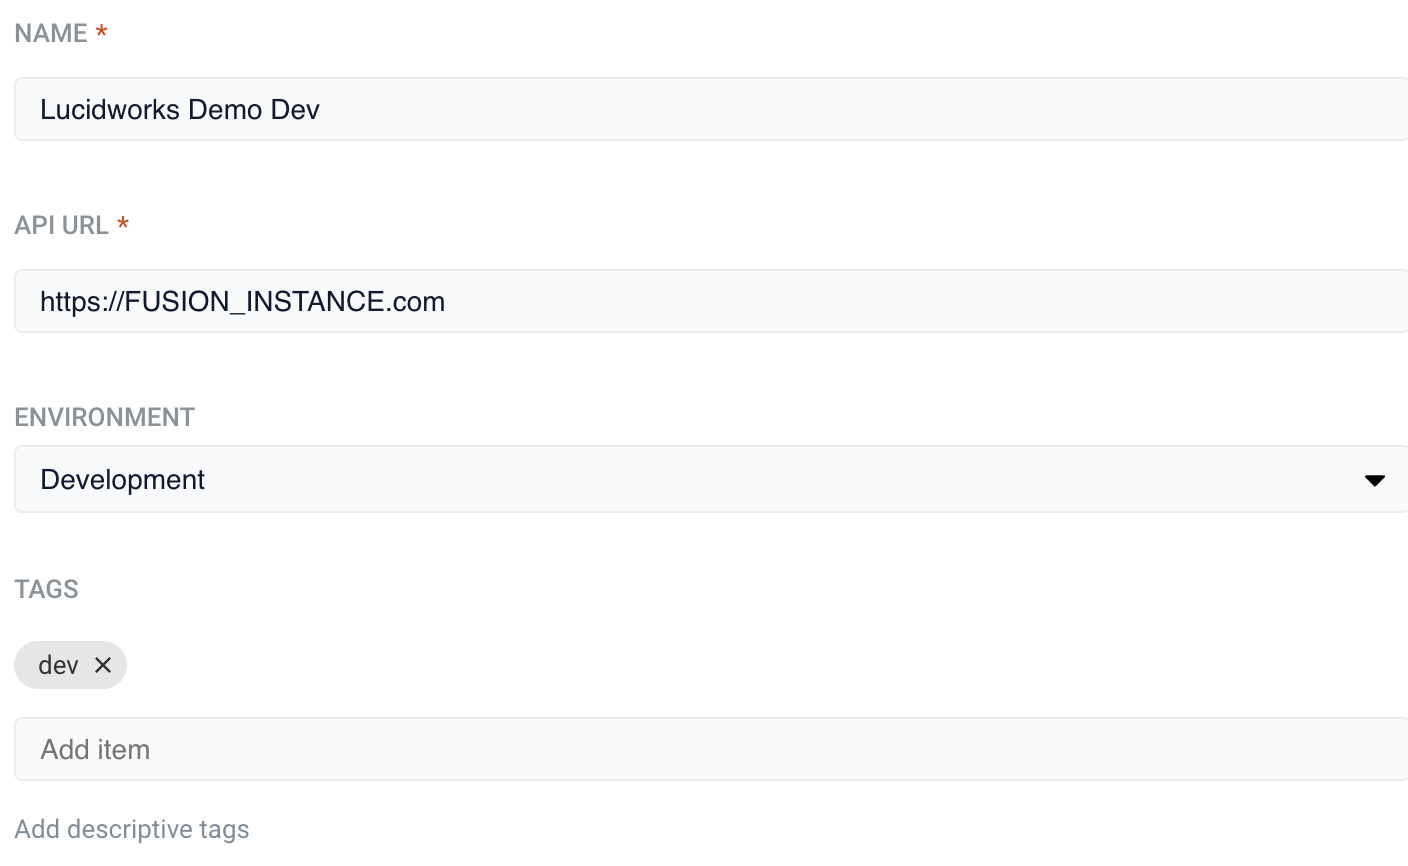 NAME *
Lucidworks Demo Dev
API URL *
https://FUSION_INSTANCE.com
ENVIRONMENT
Development
TAGS
dev
Add item
Add descriptive tags